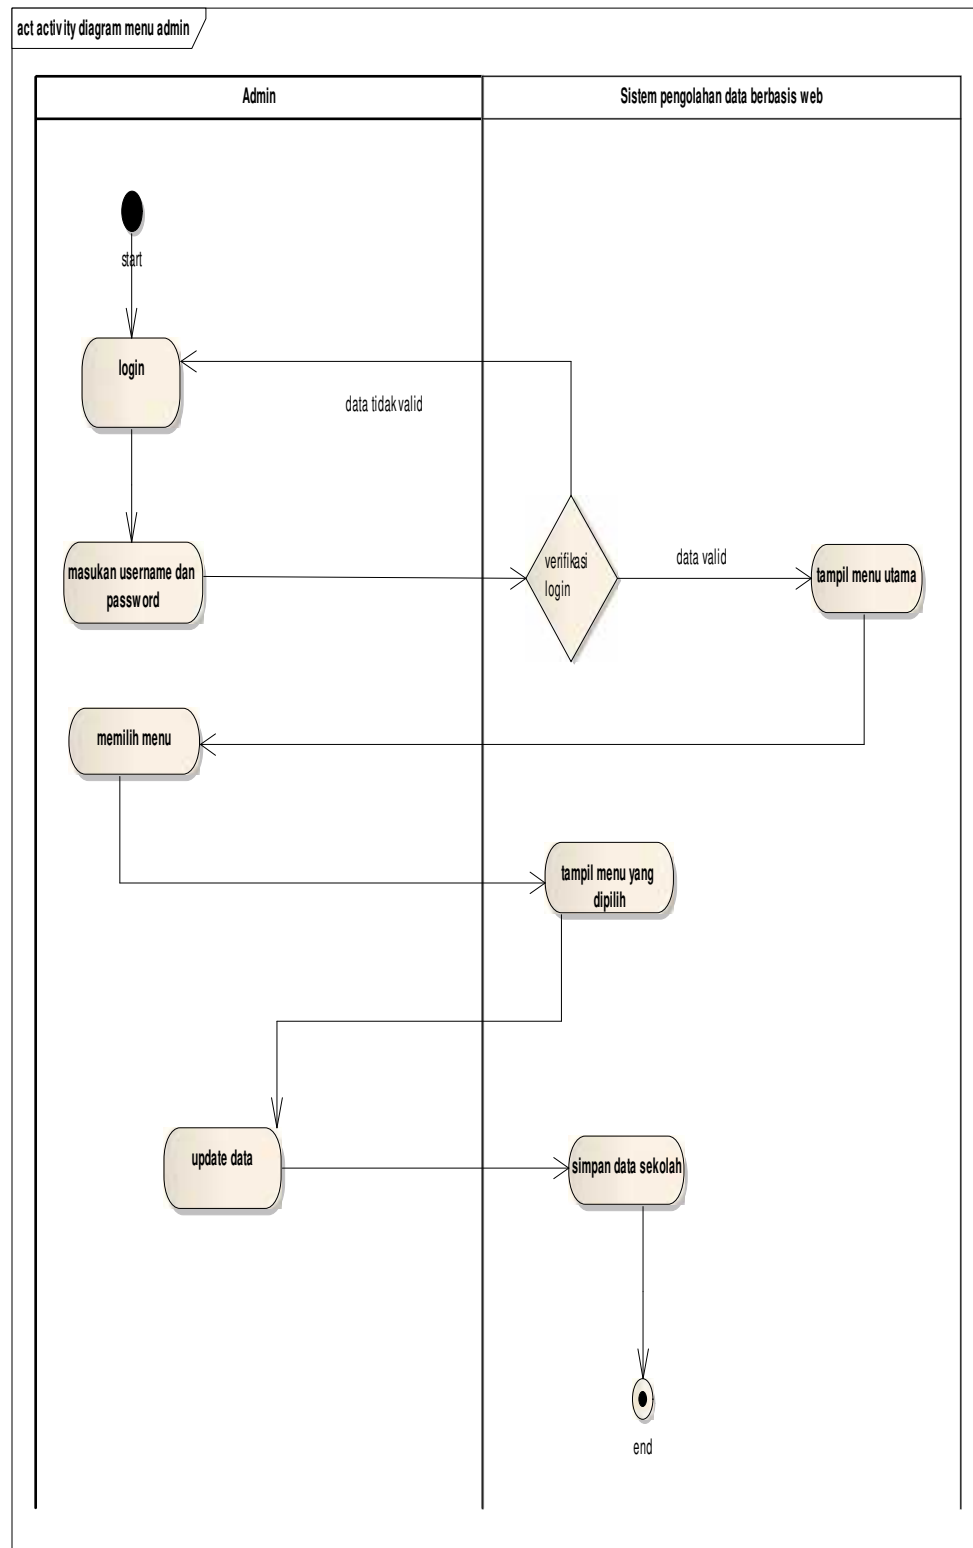 act activity diagram menu admin
Admin
Sistem pengolahan data berbasis web
start
login
data tidak valid
masukan username dan
password
verifikasi
login
data valid
tampil menu utama
memilih menu
tampil menu yang
dipilih
update data
simpan data sekolah
end